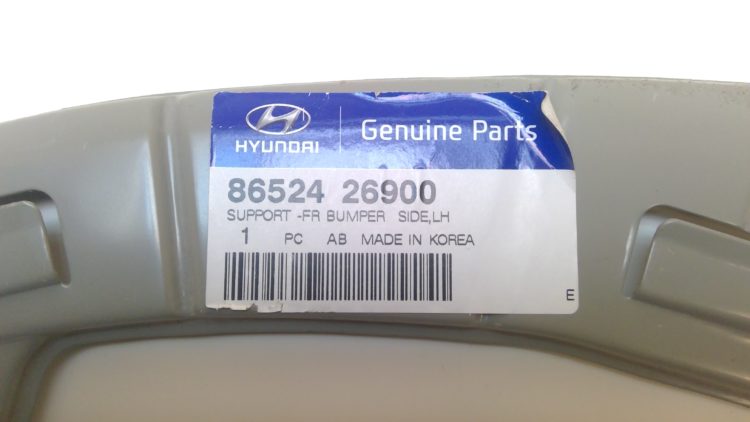 HYUNDAI
Genuine Parts
86524 26900
SUPPORT -FR BUMPER SIDE,LH
1 PC AB MADE IN KOREA
E